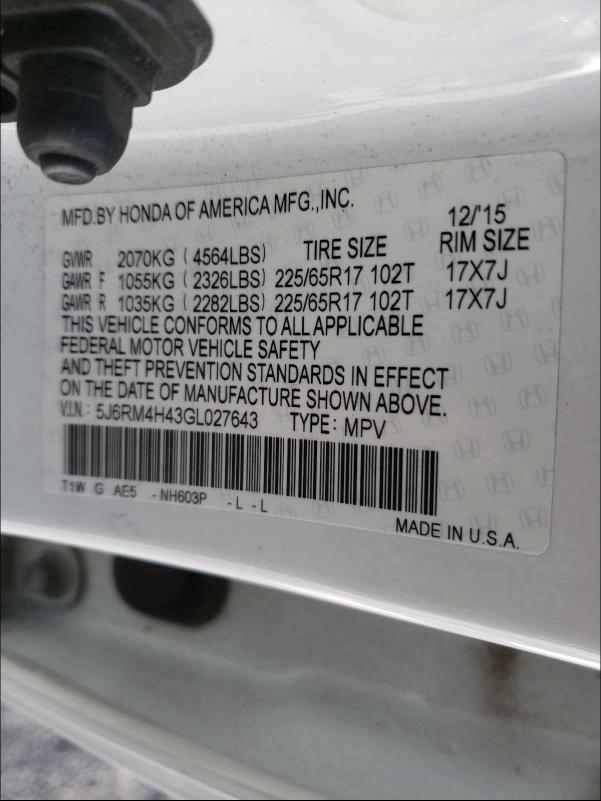 MFD.BY HONDA OF AMERICA MFG.,INC. 12/'15
GVWR 2070KG ( 4564LBS) TIRE SIZE RIM SIZE
GAWR F 1055KG ( 2326LBS) 225/65R17 102T 17X7J
GAWR R 1035KG ( 2282LBS) 225/65R17 102T 17X7J
THIS VEHICLE CONFORMS TO ALL APPLICABLE
FEDERAL MOTOR VEHICLE SAFETY
AND THEFT PREVENTION STANDARDS IN EFFECT
ON THE DATE OF MANUFACTURE SHOWN ABOVE.
V.I.N.: 5J6RM4H43GL027643 TYPE: MPV
T1W G AE5 -NH603P -L -L
MADE IN U.S.A.